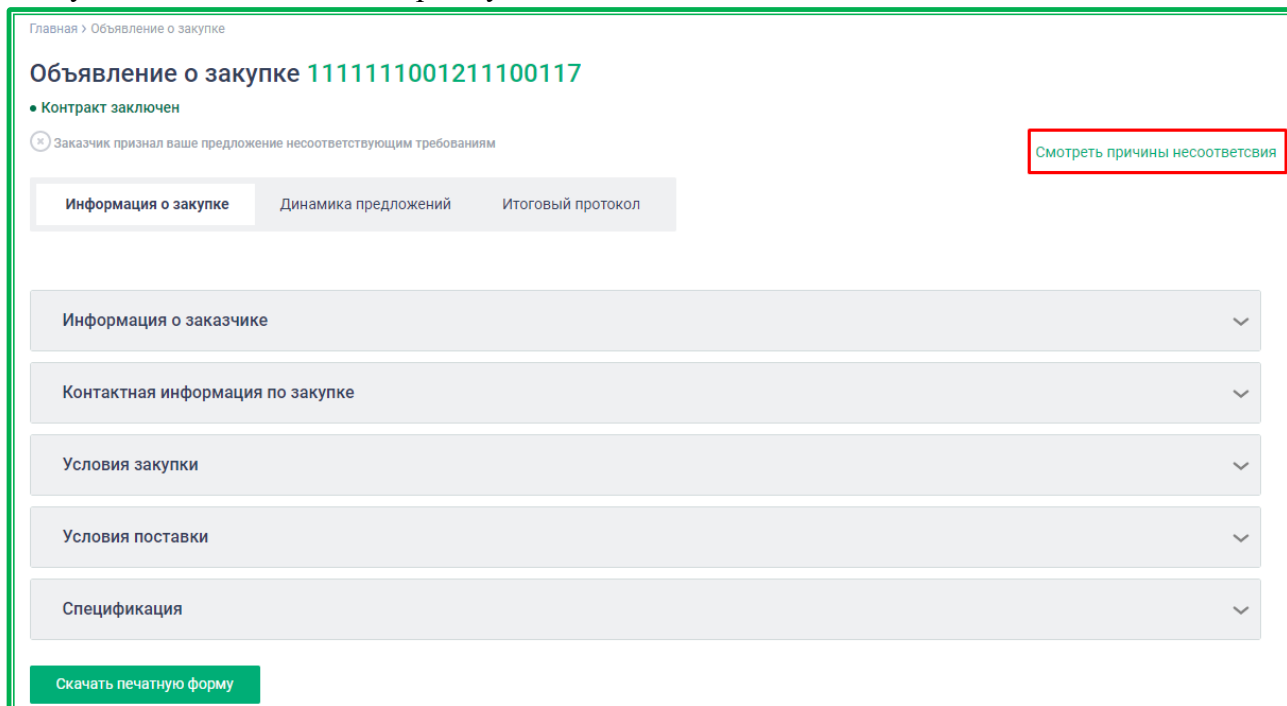 Главная > Объявление о закупке
Объявление о закупке 1111111001211100117
• Контракт заключен
Заказчик признал ваше предложение несоответствующим требованиям
Смотреть причины несоответсвия
Информация о закупке Динамика предложений Итоговый протокол
Информация о заказчике
Контактная информация по закупке
Условия закупки
Условия поставки
Спецификация
Скачать печатную форму